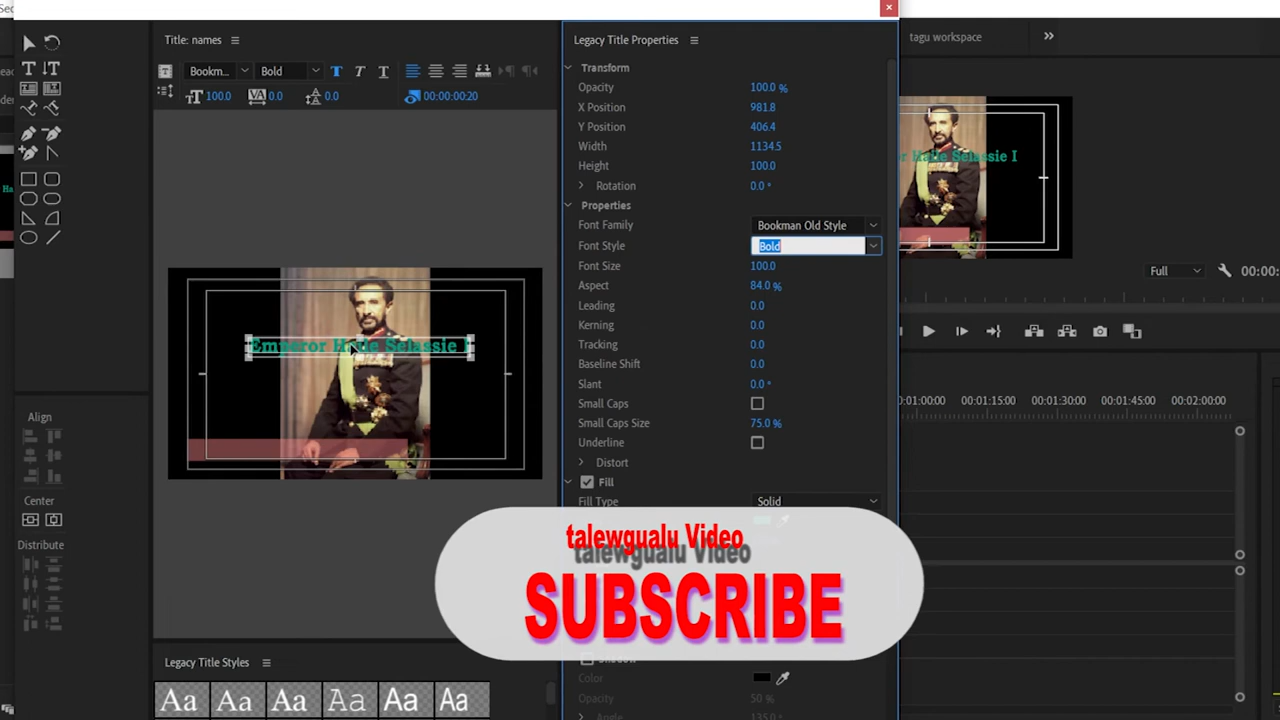 Title: names
Bookm...
Bold
100.0
0.0
0.0
00:00:00:20
Emperor Haile Selassie I
Align
Center
Distribute
Legacy Title Styles
Aa Aa Aa Aa Aa Aa
Legacy Title Properties
Transform
Opacity 100.0 %
X Position 981.8
Y Position 406.4
Width 1134.5
Height 100.0
Rotation 0.0 °
Properties
Font Family Bookman Old Style
Font Style Bold
Font Size 100.0
Aspect 84.0 %
Leading 0.0
Kerning 0.0
Tracking 0.0
Baseline Shift 0.0
Slant 0.0 °
Small Caps
Small Caps Size 75.0 %
Underline
Distort
Fill
Fill Type Solid
talewgualu Video
SUBSCRIBE
Color
Opacity 50 %
Angle 135.0 °
tagu workspace
Haile Selassie I
Full
00:00:
0:01:00:00 00:01:15:00 00:01:30:00 00:01:45:00 00:02:00:00